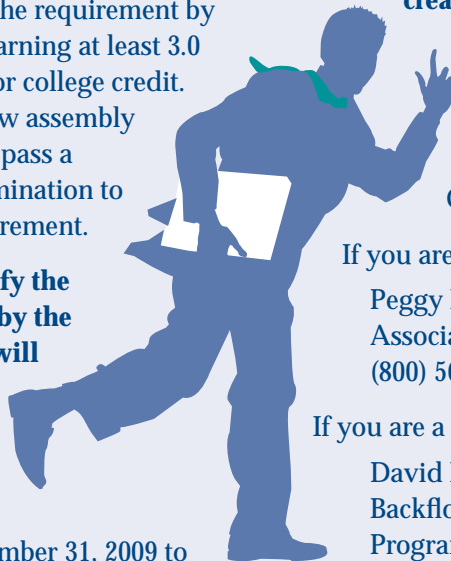 he requirement by
arning at least 3.0
or college credit.
w assembly
pass a
mination to
rement.
fy the
by the
will
mber 31, 2009 to
crea
If you are
Peggy
Associa
(800) 56
If you are a
David
Backflo
Progra